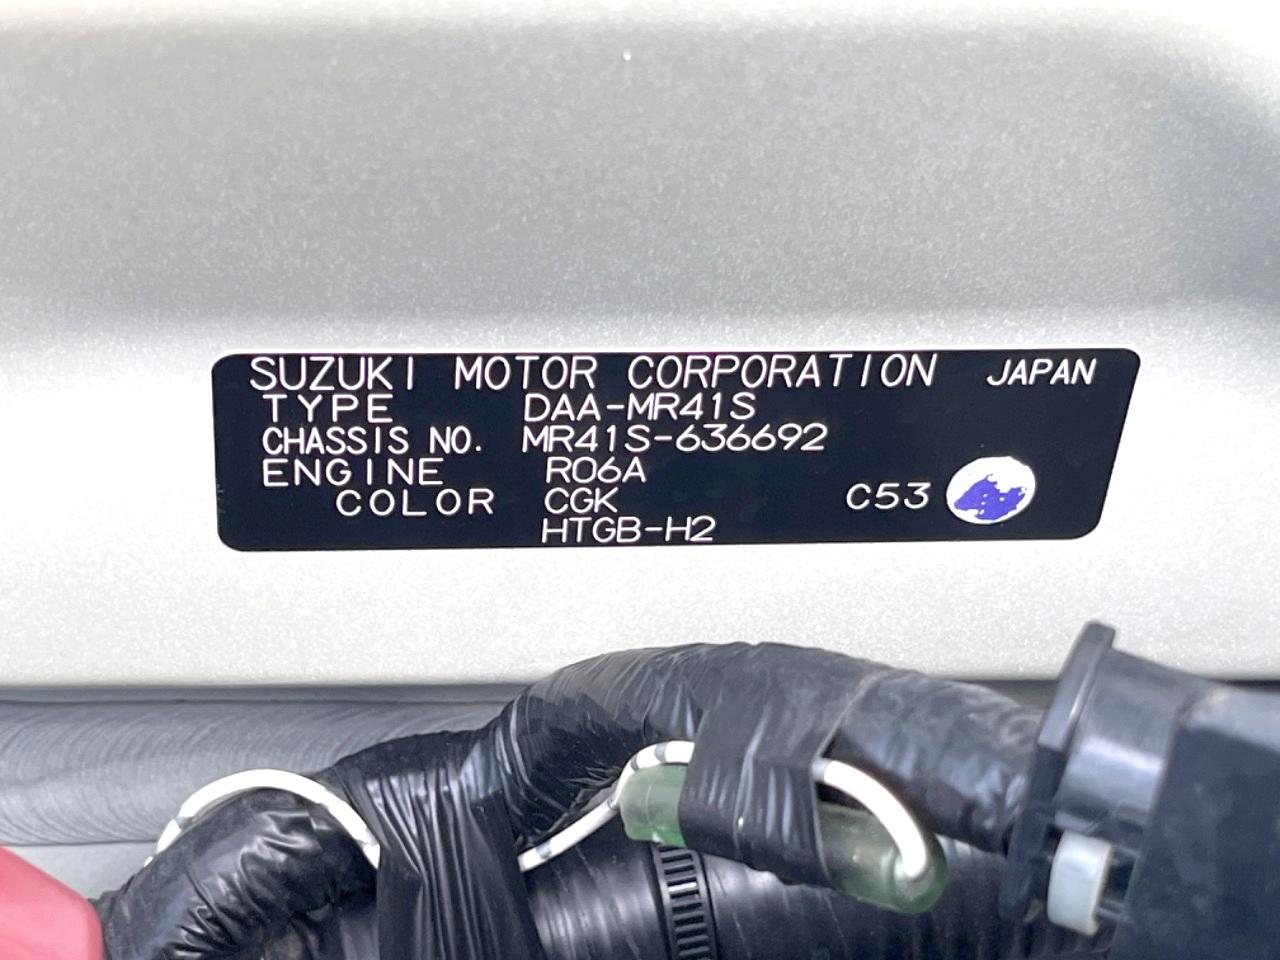 SUZUKI MOTOR CORPORATION JAPAN
TYPE DAA-MR41S
CHASSIS NO. MR41S-636692
ENGINE R06A
COLOR CGK C53
HTGB-H2